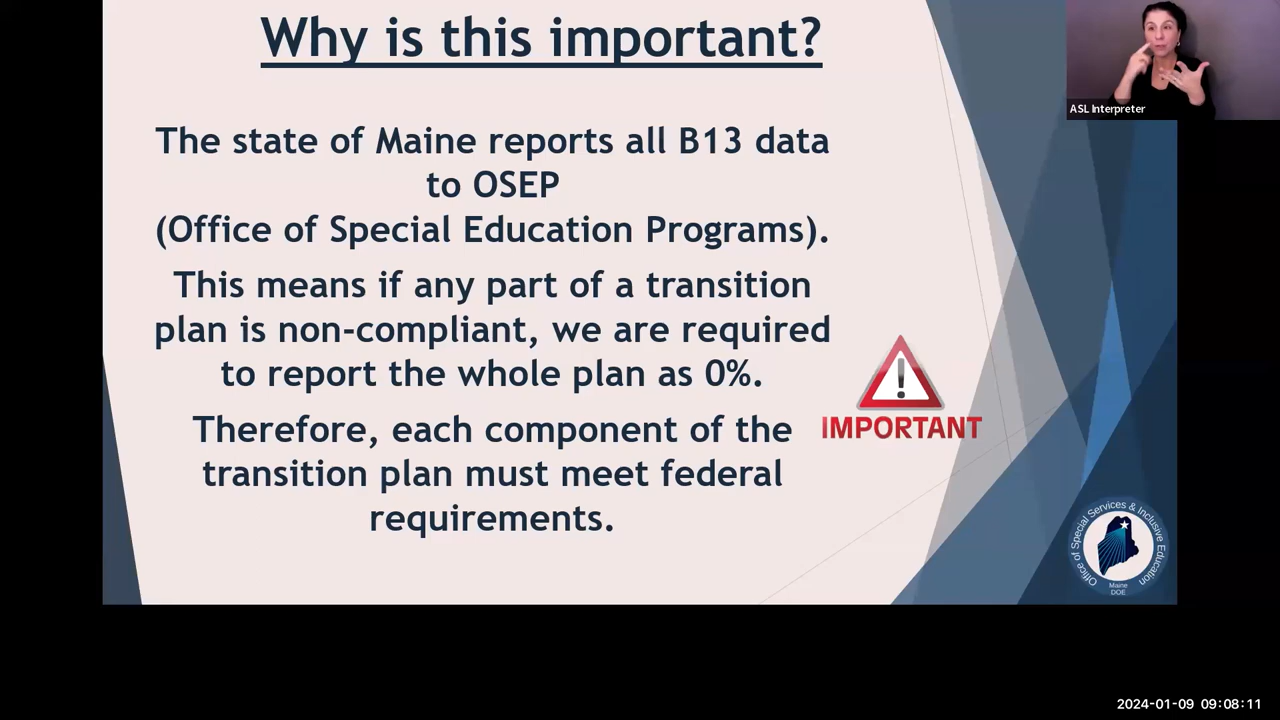 Why is this important?
ASL Interpreter
The state of Maine reports all B13 data
to OSEP
(Office of Special Education Programs).
This means if any part of a transition
plan is non-compliant, we are required
to report the whole plan as 0%.
Therefore, each component of the
transition plan must meet federal
requirements.
IMPORTANT
Office of Special Services & Inclusive Education
Maine
DOE
2024-01-09 09:08:11